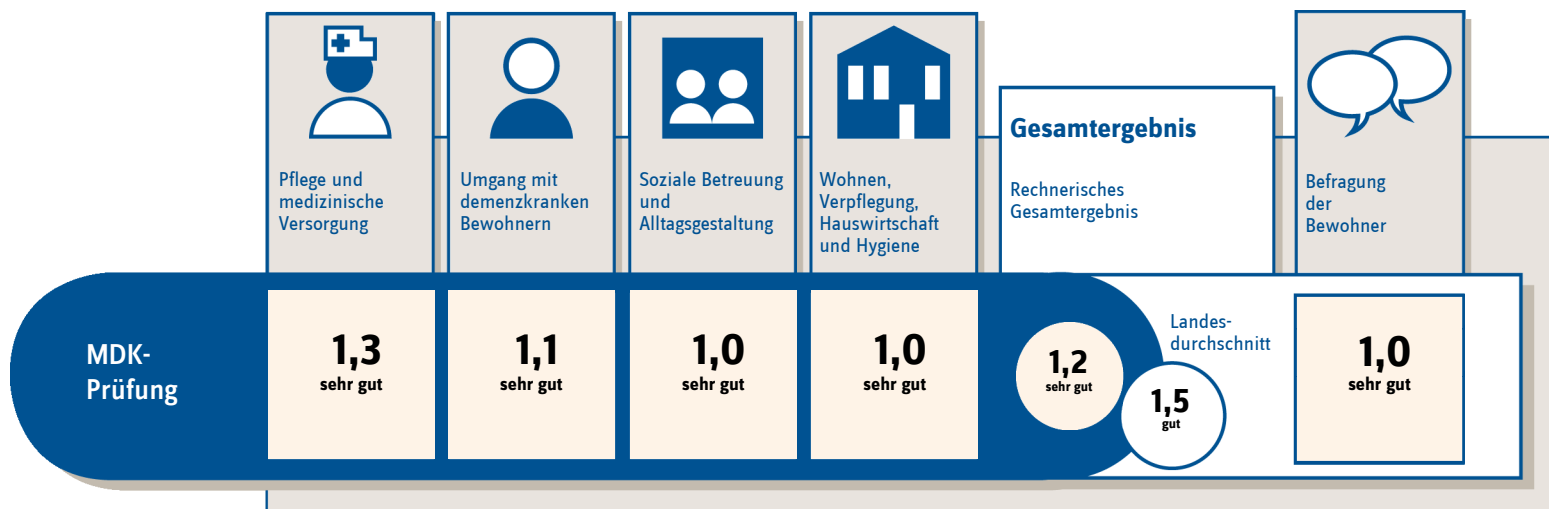 Pflege und
medizinische
Versorgung
Umgang mit
demenzkranken
Bewohnern
Soziale Betreuung
und
Alltagsgestaltung
Wohnen,
Verpflegung,
Hauswirtschaft
und Hygiene
Gesamtergebnis
Rechnerisches
Gesamtergebnis
Befragung
der
Bewohner
MDK-
Prüfung
1,3
sehr gut
1,1
sehr gut
1,0
sehr gut
1,0
sehr gut
1,2
sehr gut
Landes-
durchschnitt
1,5
gut
1,0
sehr gut